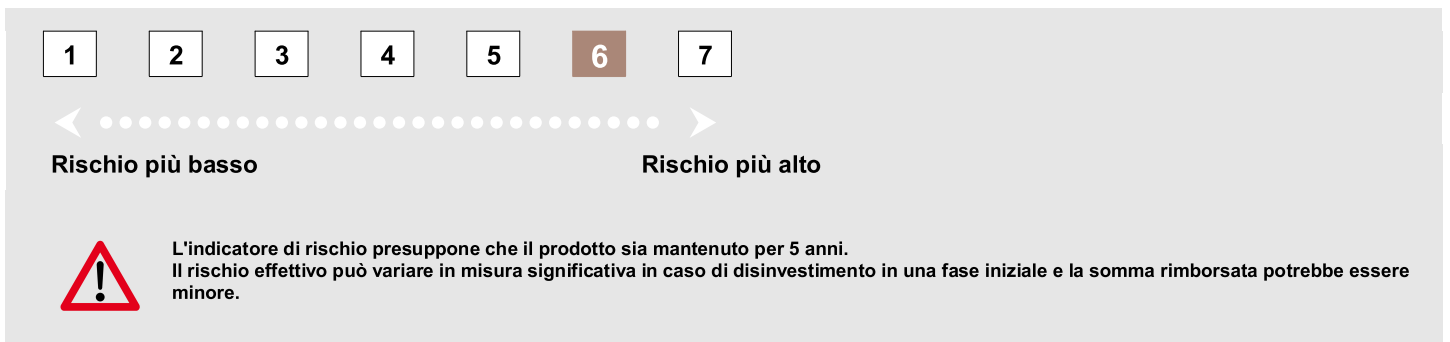 1 2 3 4 5 6 7
Rischio più basso Rischio più alto
L'indicatore di rischio presuppone che il prodotto sia mantenuto per 5 anni.
Il rischio effettivo può variare in misura significativa in caso di disinvestimento in una fase iniziale e la somma rimborsata potrebbe essere
minore.